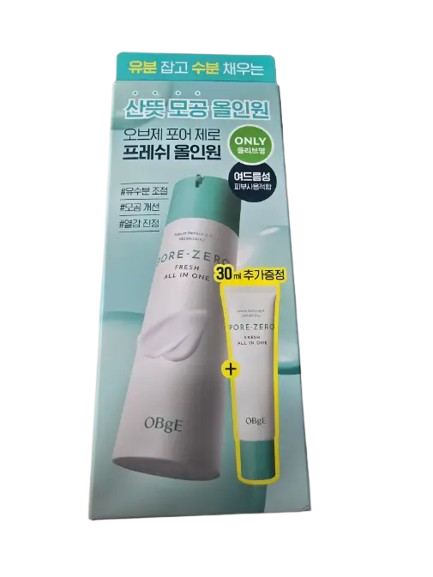 유분 잡고 수분 채우는
산뜻 모공 올인원
오브제 포어 제로
프레쉬 올인원
ONLY
올리브영
여드름성
피부사용적합
#유수분 조절
#모공 개선
#열감 진정
PORE-ZERO
FRESH
ALL IN ONE
OBgE
30ml 추가증정
PORE-ZERO
FRESH
ALL IN ONE
+
OBgE